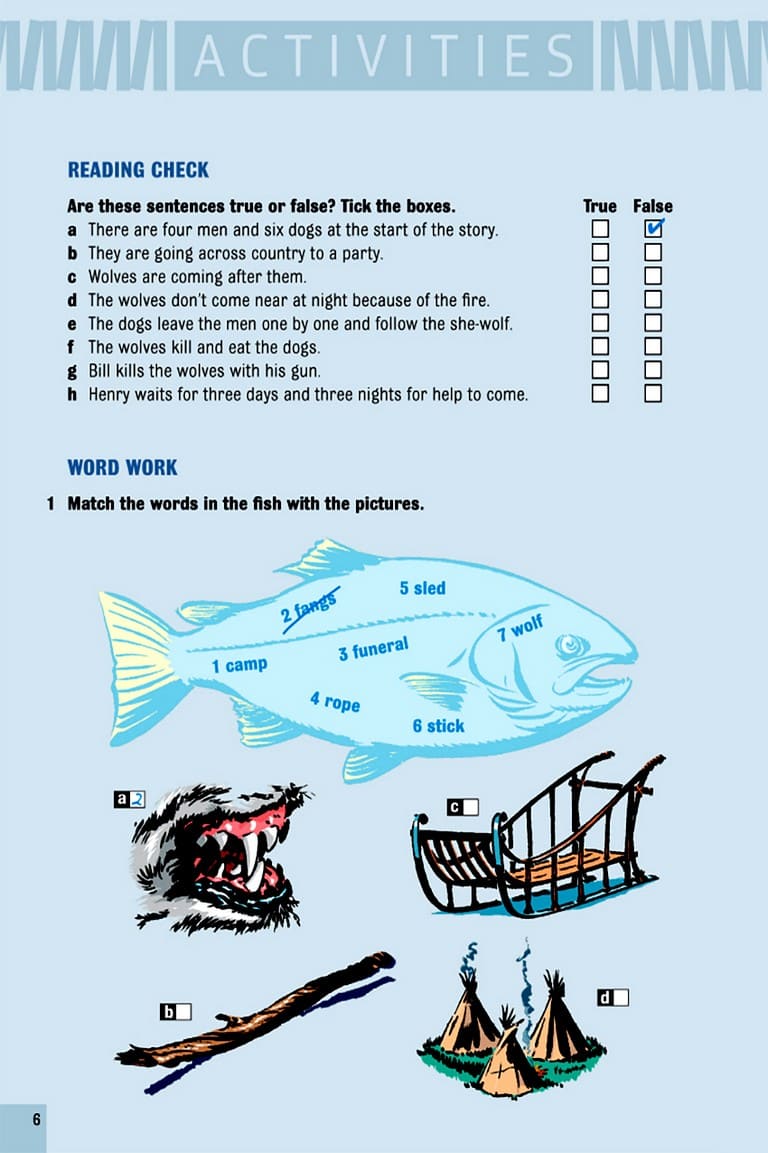 ACTIVITIES
READING CHECK
Are these sentences true or false? Tick the boxes. True False
a There are four men and six dogs at the start of the story.
b They are going across country to a party.
c Wolves are coming after them.
d The wolves don't come near at night because of the fire.
e The dogs leave the men one by one and follow the she-wolf.
f The wolves kill and eat the dogs.
g Bill kills the wolves with his gun.
h Henry waits for three days and three nights for help to come.
WORD WORK
1 Match the words in the fish with the pictures.
5 sled
2 fangs
7 wolf
3 funeral
1 camp
4 rope
6 stick
a 2
c
b
d
6